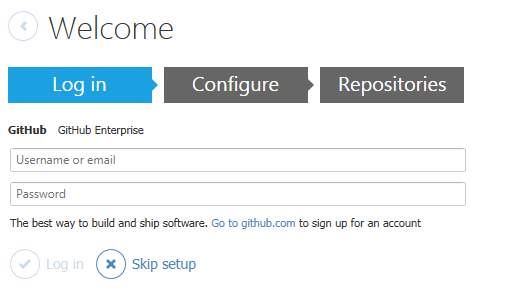 Welcome
Log in Configure Repositories
GitHub GitHub Enterprise
Username or email
Password
The best way to build and ship software. Go to github.com to sign up for an account
Log in Skip setup